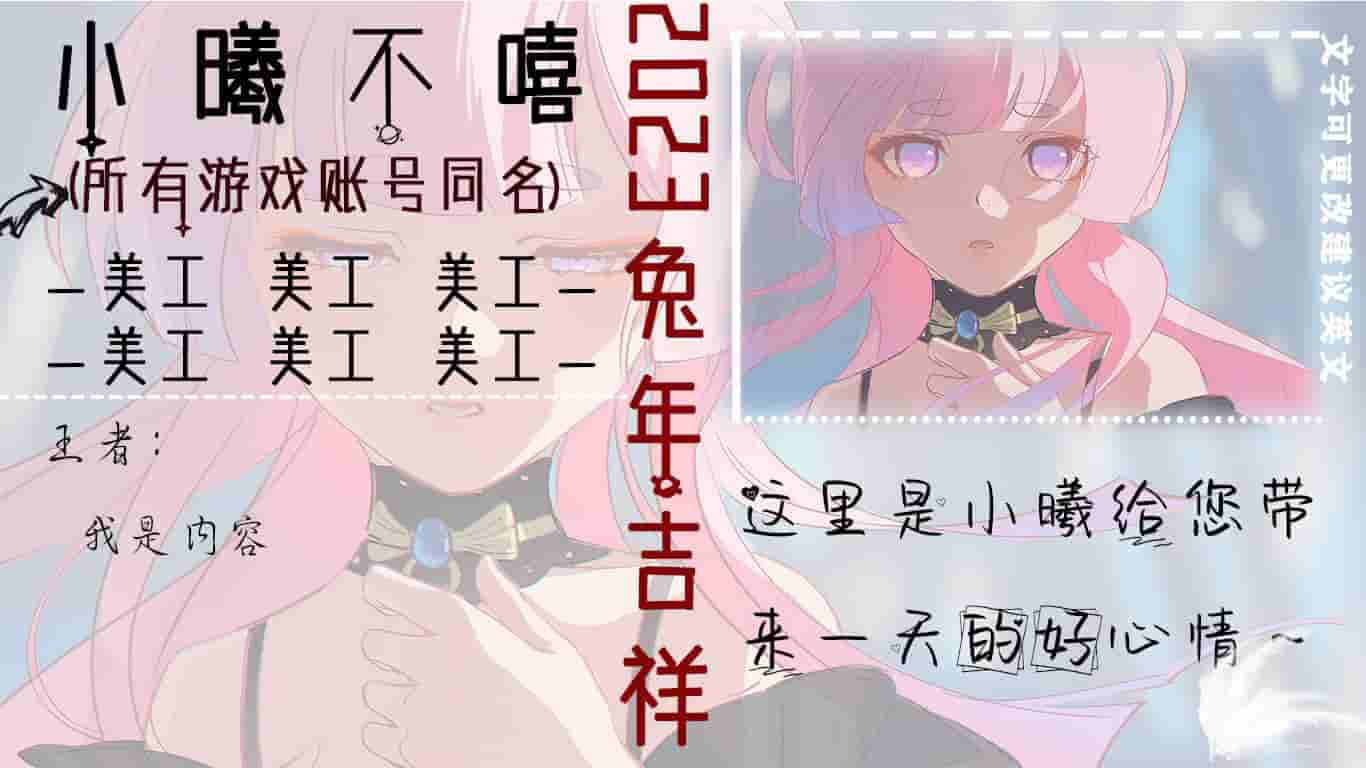 小曦不嘻
(所有游戏账号同名)
—美工 美工 美工—
—美工 美工 美工—
王者：
我是内容
2023兔年吉祥
文字可更改建议英文
这里是小曦给您带
来一天的好心情~